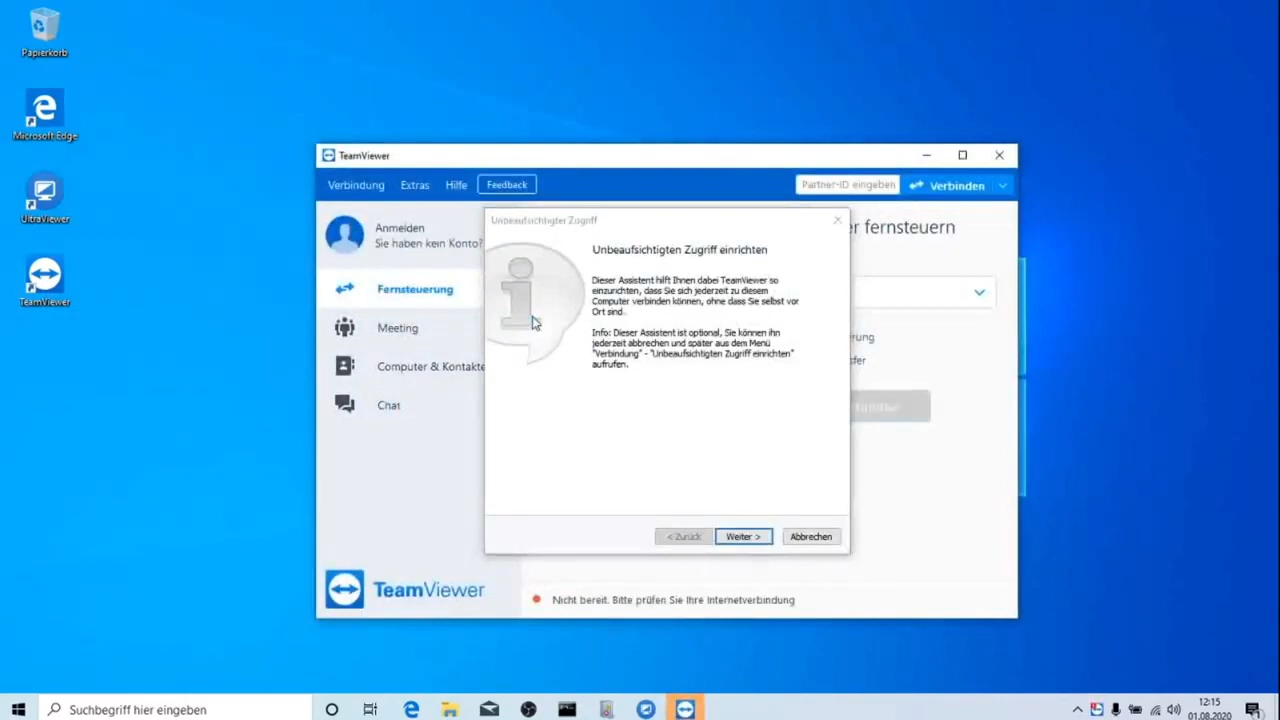 Papierkorb
Microsoft Edge
UltraViewer
TeamViewer
TeamViewer
Verbindung Extras Hilfe Feedback Partner-ID eingeben Verbinden
Anmelden
Sie haben kein Konto?
Fernsteuerung
Meeting
Computer & Kontakte
Chat
TeamViewer
Unbeaufsichtigter Zugriff
Unbeaufsichtigten Zugriff einrichten
Dieser Assistent hilft Ihnen dabei TeamViewer so
einzurichten, dass Sie sich jederzeit zu diesem
Computer verbinden können, ohne dass Sie selbst vor
Ort sind.
Info: Dieser Assistent ist optional, Sie können ihn
jederzeit abbrechen und später aus dem Menü
"Verbindung" - "Unbeaufsichtigten Zugriff einrichten"
aufrufen.
< Zurück Weiter > Abbrechen
er fernsteuern
rung
sfer
Nicht bereit. Bitte prüfen Sie Ihre Internetverbindung
Suchbegriff hier eingeben
12:15
01.08.2020